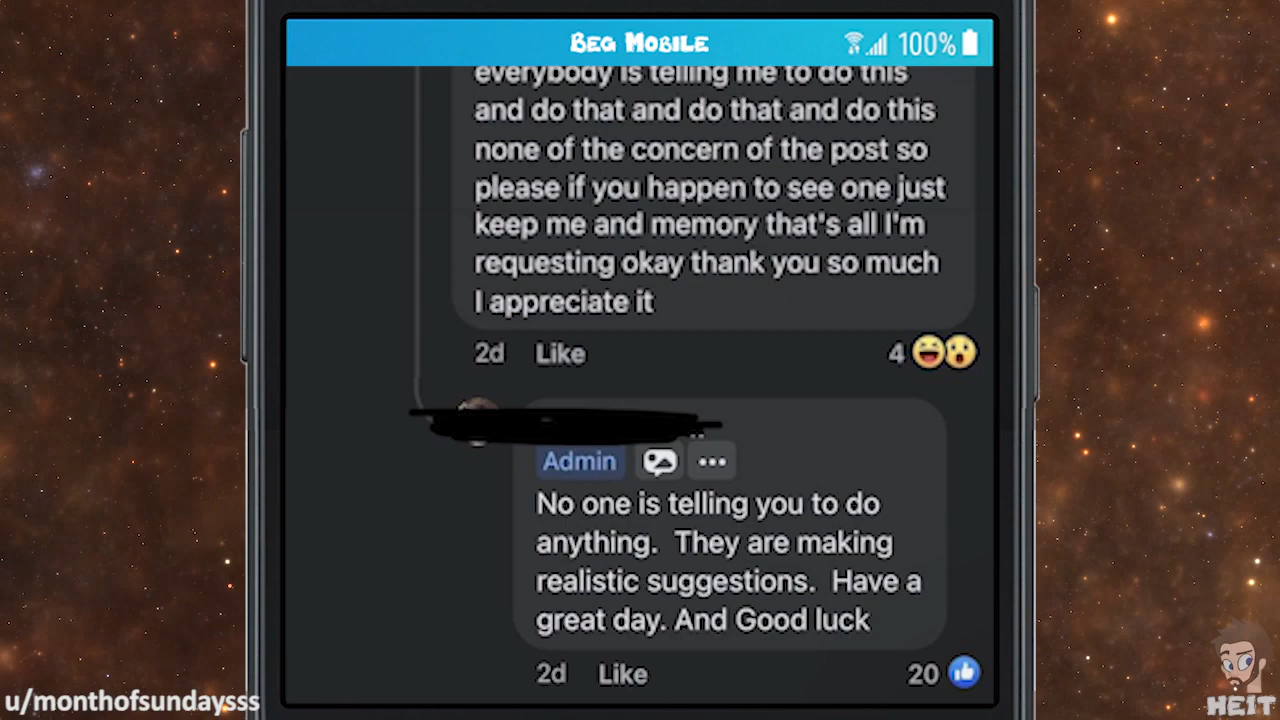 BEG MOBILE
100%
everybody is telling me to do this
and do that and do that and do this
none of the concern of the post so
please if you happen to see one just
keep me and memory that's all I'm
requesting okay thank you so much
I appreciate it
2d Like 4
Admin
No one is telling you to do
anything. They are making
realistic suggestions. Have a
great day. And Good luck
2d Like 20
u/monthofsundaysss
HEIT